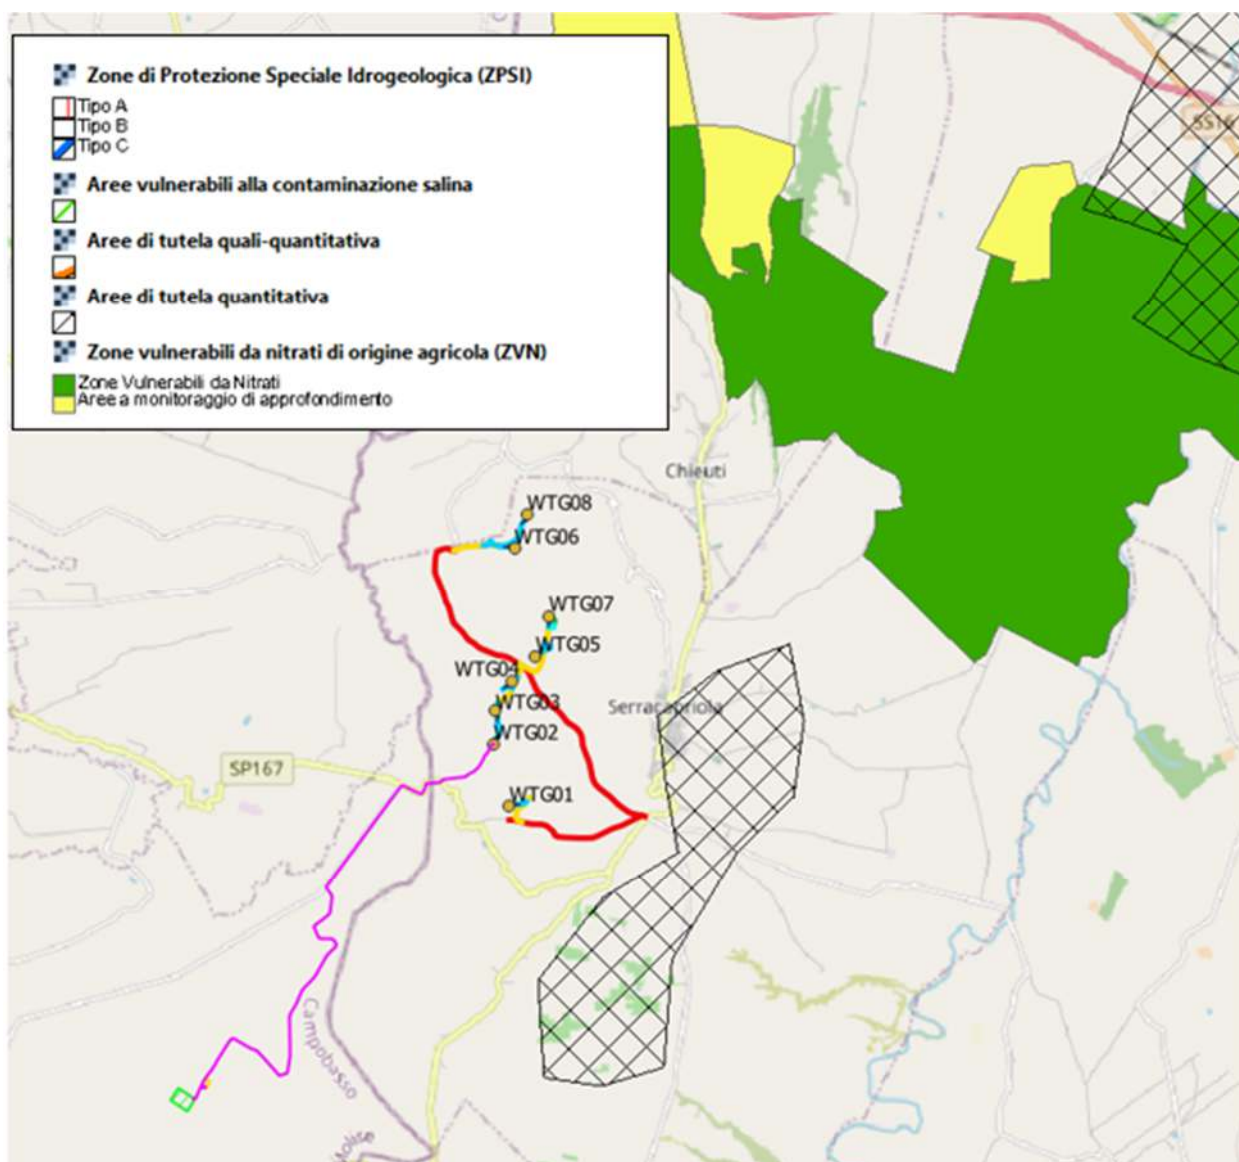 Zone di Protezione Speciale Idrogeologica (ZPSI)
Tipo A
Tipo B
Tipo C
Aree vulnerabili alla contaminazione salina
Aree di tutela quali-quantitativa
Aree di tutela quantitativa
Zone vulnerabili da nitrati di origine agricola (ZVN)
Zone Vulnerabili da Nitrati
Aree a monitoraggio di approfondimento
SS16
Chieuti
WTG08
WTG06
WTG07
WTG05
WTG04
WTG03
Serracapriola
WTG02
SP167
WTG01
Campobasso
Molise